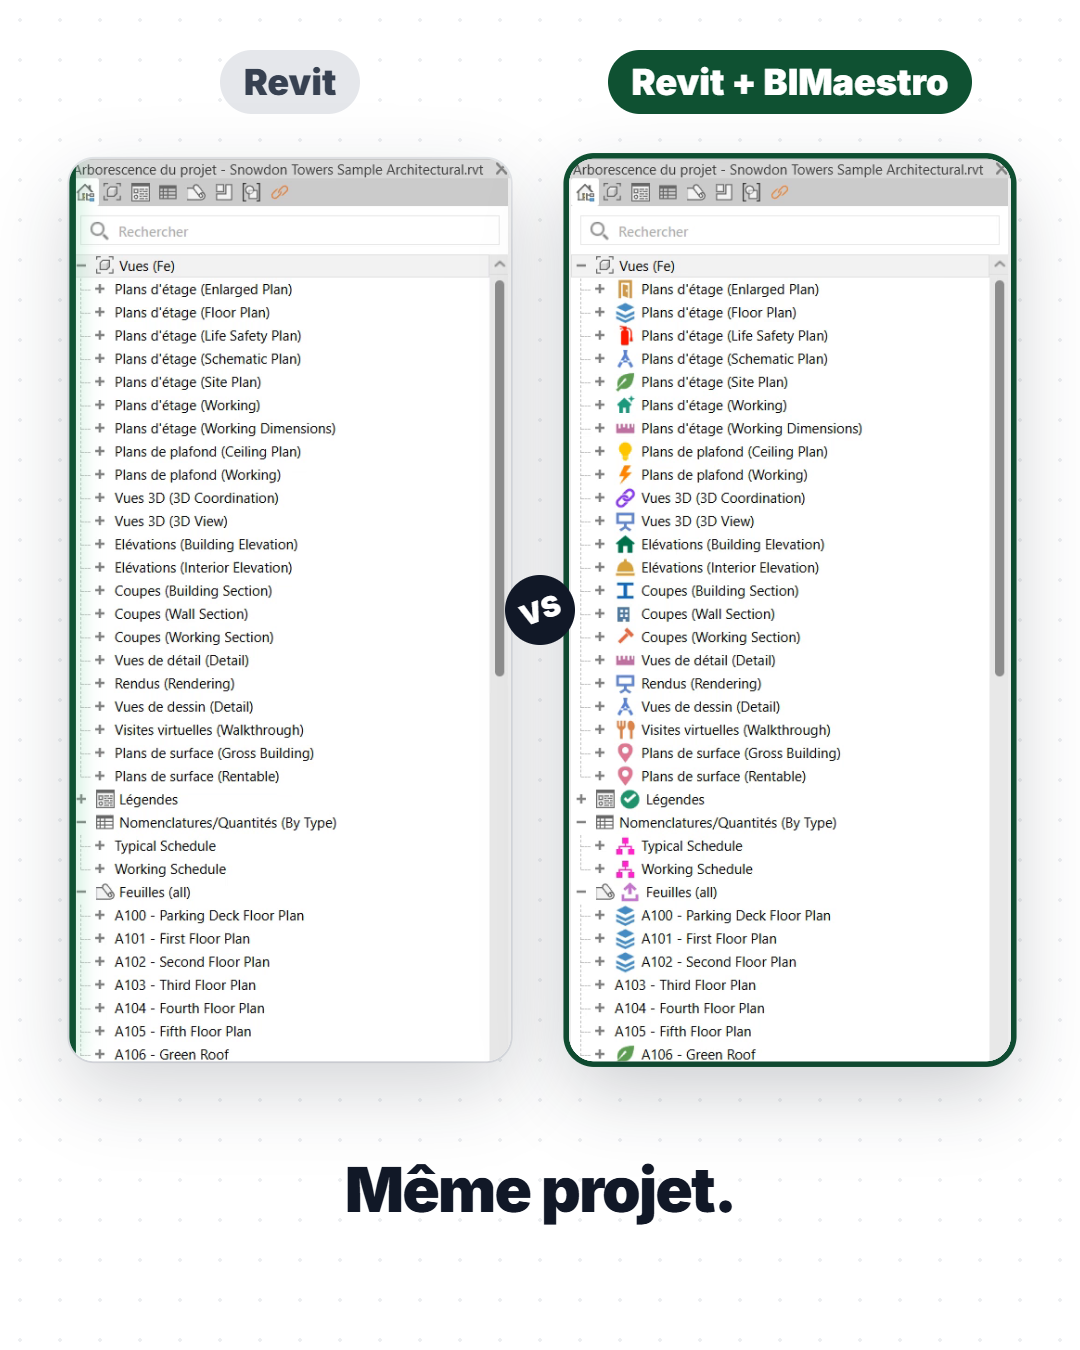 Revit
Revit + BIMaestro
Arborescence du projet - Snowdon Towers Sample Architectural.rvt
Rechercher
Vues (Fe)
Plans d'étage (Enlarged Plan)
Plans d'étage (Floor Plan)
Plans d'étage (Life Safety Plan)
Plans d'étage (Schematic Plan)
Plans d'étage (Site Plan)
Plans d'étage (Working)
Plans d'étage (Working Dimensions)
Plans de plafond (Ceiling Plan)
Plans de plafond (Working)
Vues 3D (3D Coordination)
Vues 3D (3D View)
Elévations (Building Elevation)
Elévations (Interior Elevation)
Coupes (Building Section)
Coupes (Wall Section)
Coupes (Working Section)
Vues de détail (Detail)
Rendus (Rendering)
Vues de dessin (Detail)
Visites virtuelles (Walkthrough)
Plans de surface (Gross Building)
Plans de surface (Rentable)
Légendes
Nomenclatures/Quantités (By Type)
Typical Schedule
Working Schedule
Feuilles (all)
A100 - Parking Deck Floor Plan
A101 - First Floor Plan
A102 - Second Floor Plan
A103 - Third Floor Plan
A104 - Fourth Floor Plan
A105 - Fifth Floor Plan
A106 - Green Roof
VS
Arborescence du projet - Snowdon Towers Sample Architectural.rvt
Rechercher
Vues (Fe)
Plans d'étage (Enlarged Plan)
Plans d'étage (Floor Plan)
Plans d'étage (Life Safety Plan)
Plans d'étage (Schematic Plan)
Plans d'étage (Site Plan)
Plans d'étage (Working)
Plans d'étage (Working Dimensions)
Plans de plafond (Ceiling Plan)
Plans de plafond (Working)
Vues 3D (3D Coordination)
Vues 3D (3D View)
Elévations (Building Elevation)
Elévations (Interior Elevation)
Coupes (Building Section)
Coupes (Wall Section)
Coupes (Working Section)
Vues de détail (Detail)
Rendus (Rendering)
Vues de dessin (Detail)
Visites virtuelles (Walkthrough)
Plans de surface (Gross Building)
Plans de surface (Rentable)
Légendes
Nomenclatures/Quantités (By Type)
Typical Schedule
Working Schedule
Feuilles (all)
A100 - Parking Deck Floor Plan
A101 - First Floor Plan
A102 - Second Floor Plan
A103 - Third Floor Plan
A104 - Fourth Floor Plan
A105 - Fifth Floor Plan
A106 - Green Roof
Même projet.